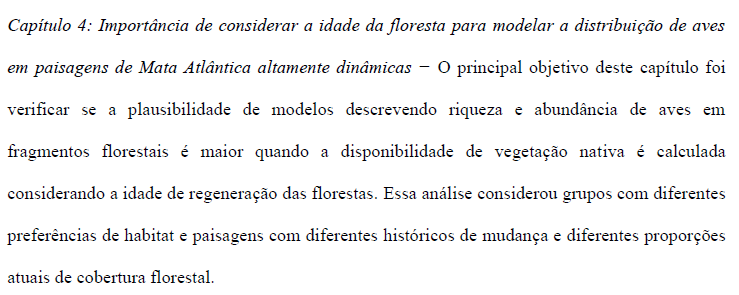 Capítulo 4: Importância de considerar a idade da floresta para modelar a distribuição de aves
em paisagens de Mata Atlântica altamente dinâmicas − O principal objetivo deste capítulo foi
verificar se a plausibilidade de modelos descrevendo riqueza e abundância de aves em
fragmentos florestais é maior quando a disponibilidade de vegetação nativa é calculada
considerando a idade de regeneração das florestas. Essa análise considerou grupos com diferentes
preferências de habitat e paisagens com diferentes históricos de mudança e diferentes proporções
atuais de cobertura florestal.